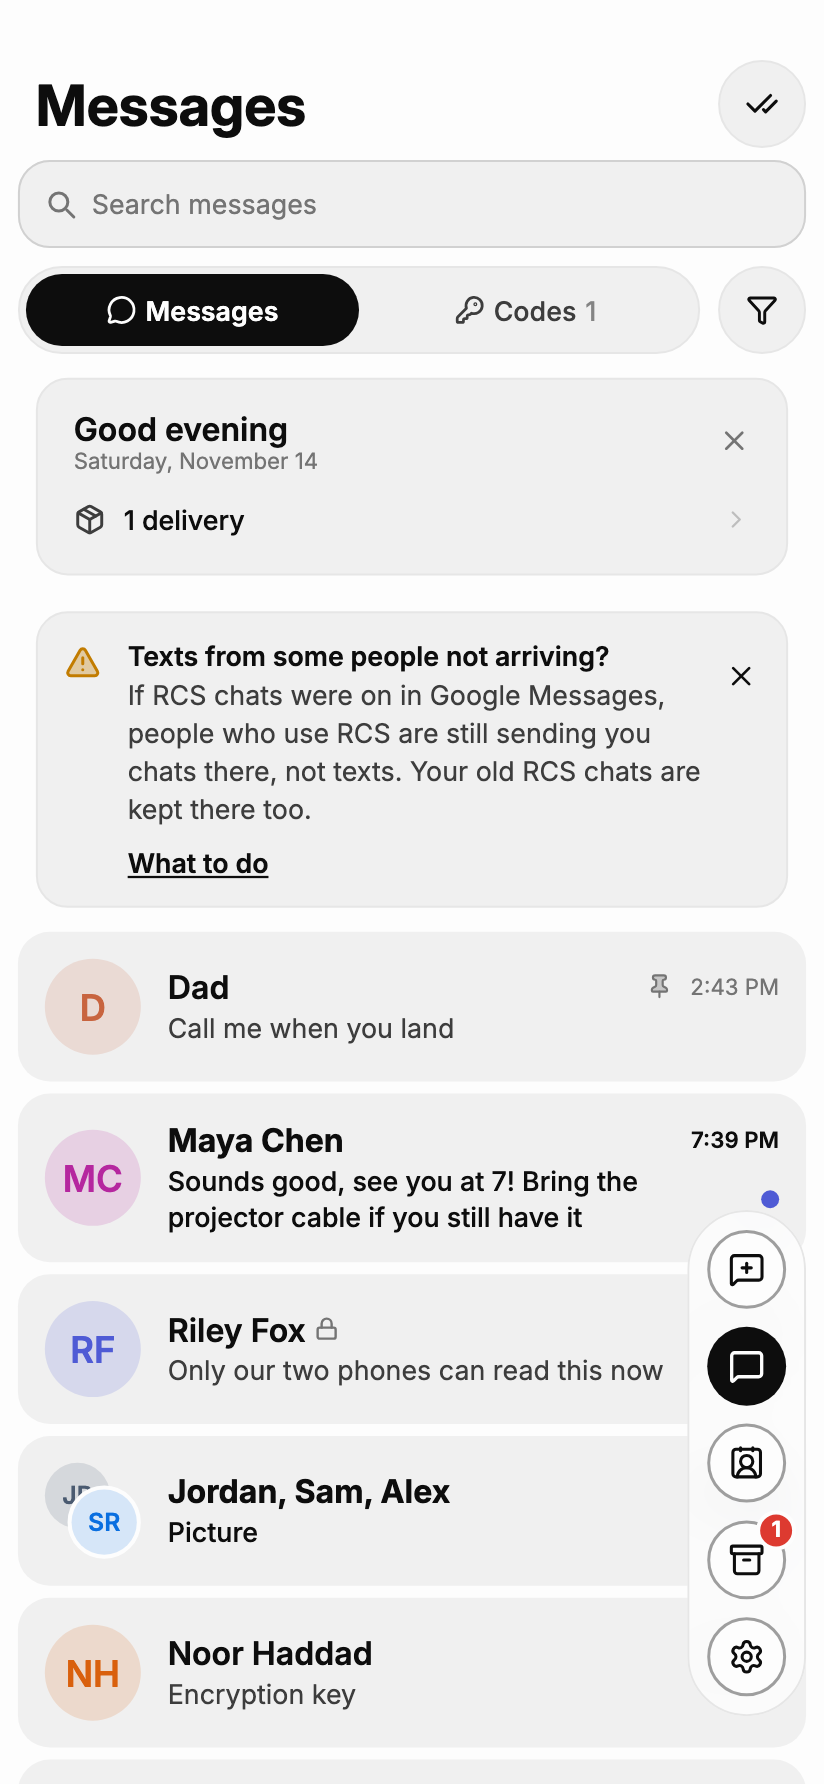 Messages
Search messages
Messages
Codes 1
Good evening
Saturday, November 14
1 delivery
Texts from some people not arriving?
If RCS chats were on in Google Messages,
people who use RCS are still sending you
chats there, not texts. Your old RCS chats are
kept there too.
What to do
D
Dad
2:43 PM
Call me when you land
MC
Maya Chen
7:39 PM
Sounds good, see you at 7! Bring the
projector cable if you still have it
RF
Riley Fox
Only our two phones can read this now
SR
Jordan, Sam, Alex
Picture
1
NH
Noor Haddad
Encryption key